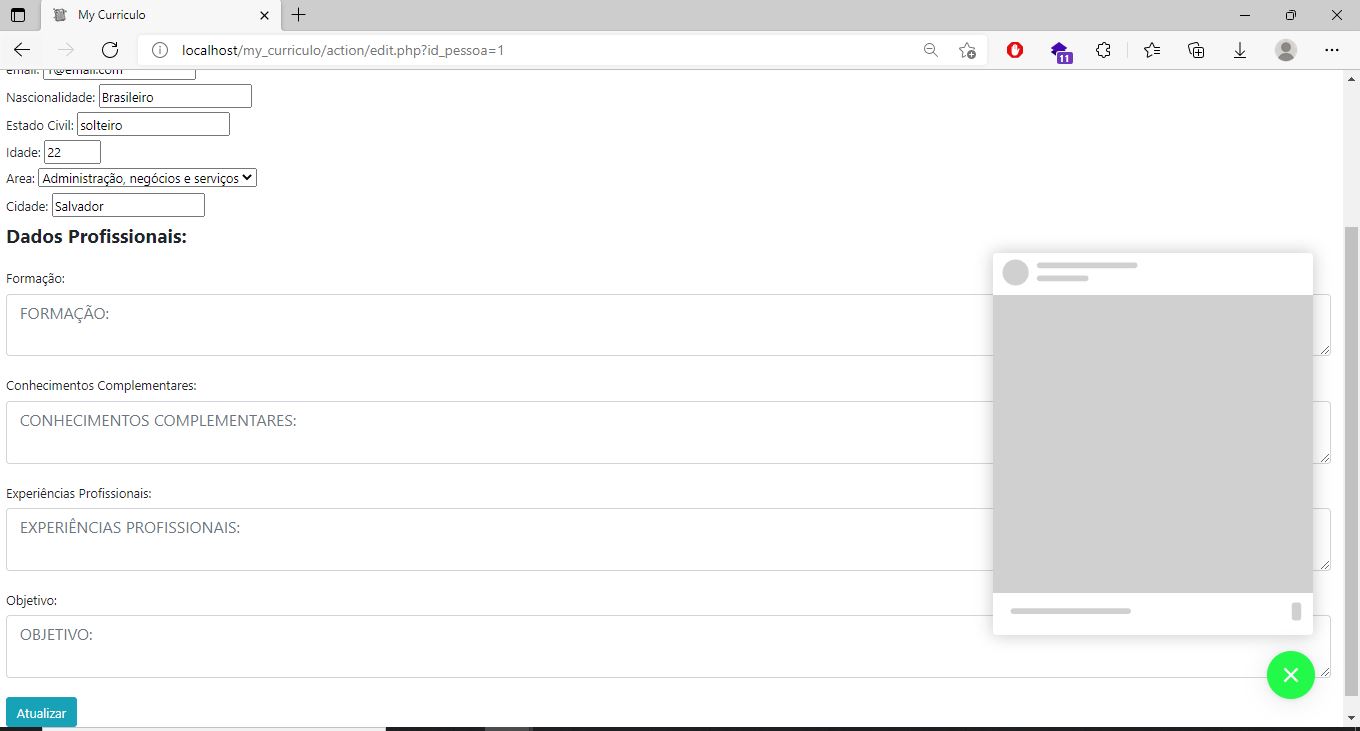 My Curriculo
localhost/my_curriculo/action/edit.php?id_pessoa=1
11
email: r@email.com
Nascionalidade: Brasileiro
Estado Civil: solteiro
Idade: 22
Area: Administração, negócios e serviços
Cidade: Salvador
Dados Profissionais:
Formação:
FORMAÇÃO:
Conhecimentos Complementares:
CONHECIMENTOS COMPLEMENTARES:
Experiências Profissionais:
EXPERIÊNCIAS PROFISSIONAIS:
Objetivo:
OBJETIVO:
Atualizar